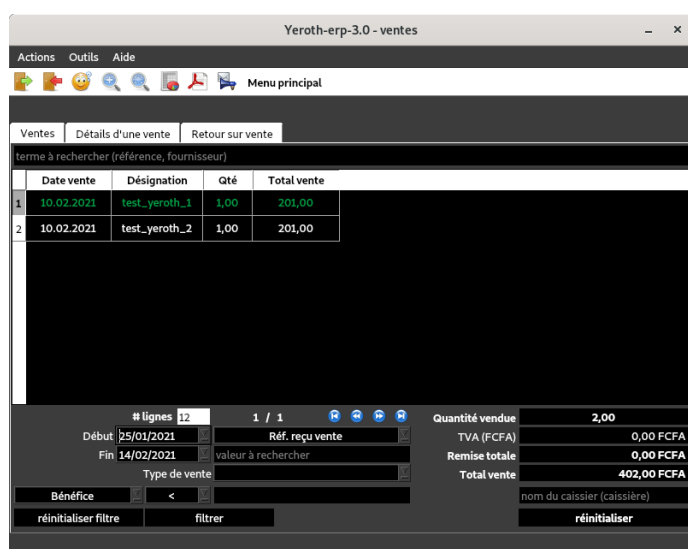 Yeroth-erp-3.0 - ventes
Actions Outils Aide
Menu principal
Ventes Détails d'une vente Retour sur vente
terme à rechercher (référence, fournisseur)
Date vente Désignation Qté Total vente
1 10.02.2021 test_yeroth_1 1,00 201,00
2 10.02.2021 test_yeroth_2 1,00 201,00
# lignes 12 1 / 1 Quantité vendue 2,00
Début 25/01/2021 Réf. reçu vente TVA (FCFA) 0,00 FCFA
Fin 14/02/2021 valeur à rechercher Remise totale 0,00 FCFA
Type de vente Total vente 402,00 FCFA
Bénéfice < nom du caissier (caissière)
réinitialiser filtre filtrer réinitialiser